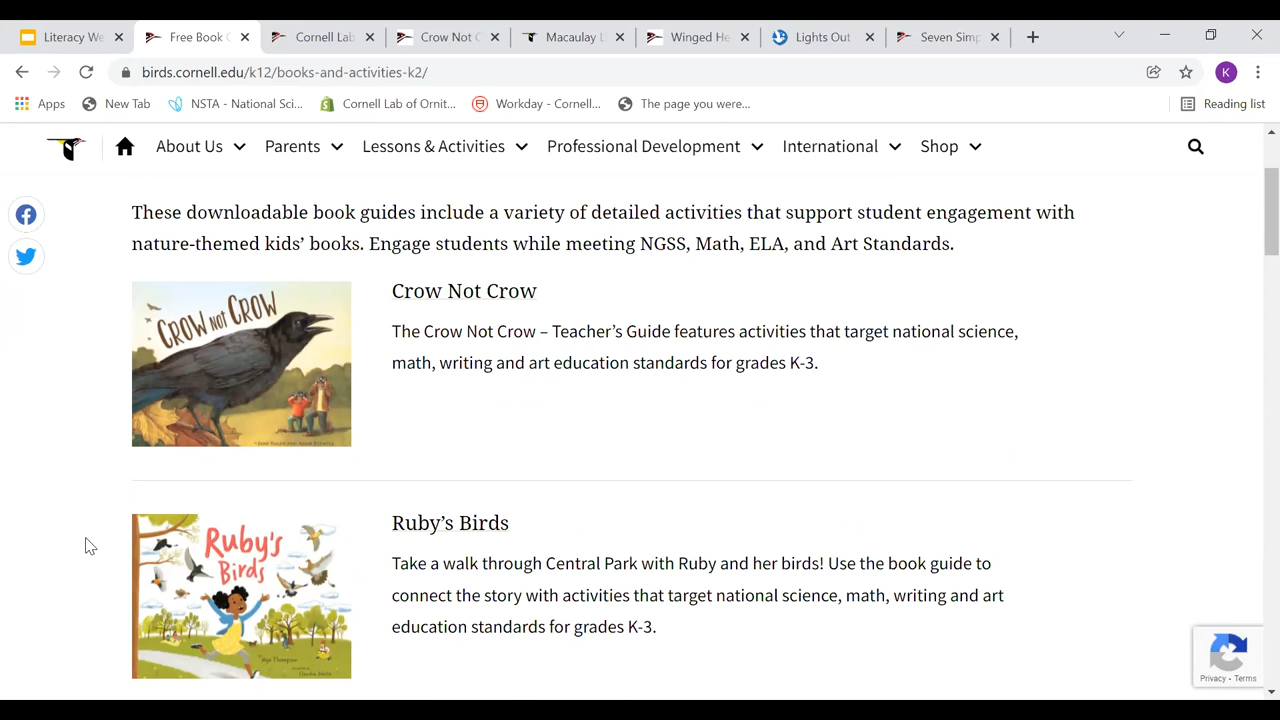 Literacy We
Free Book G
Cornell Lab
Crow Not C
Macaulay L
Winged He
Lights Out
Seven Simp
birds.cornell.edu/k12/books-and-activities-k2/
K
Apps
New Tab
NSTA - National Sci...
Cornell Lab of Ornit...
Workday - Cornell...
The page you were...
Reading list
About Us
Parents
Lessons & Activities
Professional Development
International
Shop
These downloadable book guides include a variety of detailed activities that support student engagement with
nature-themed kids’ books. Engage students while meeting NGSS, Math, ELA, and Art Standards.
CROW NOT CROW
Crow Not Crow
The Crow Not Crow – Teacher’s Guide features activities that target national science,
math, writing and art education standards for grades K-3.
Ruby's
Birds
Mya Thompson
Ruby’s Birds
Take a walk through Central Park with Ruby and her birds! Use the book guide to
connect the story with activities that target national science, math, writing and art
education standards for grades K-3.
Privacy - Terms